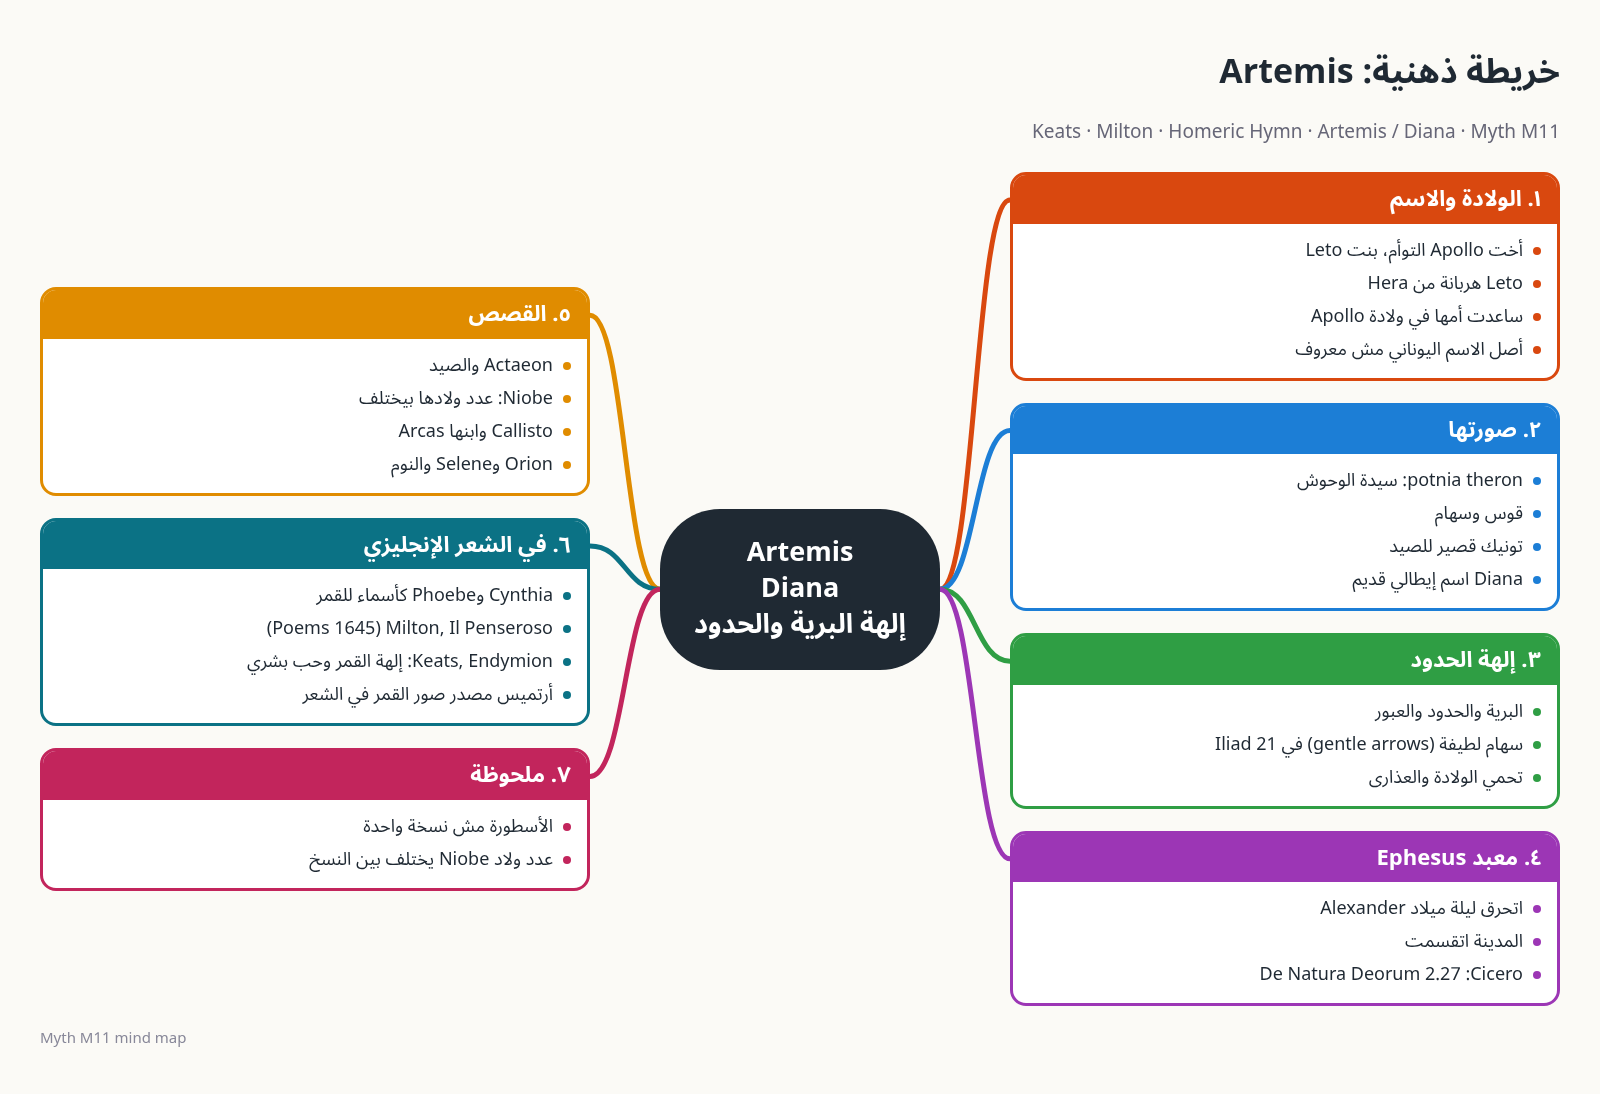 خريطة ذهنية: Artemis
Keats · Milton · Homeric Hymn · Artemis / Diana · Myth M11
١. الولادة والاسم
أخت Apollo التوأم، بنت Leto
Leto هربانة من Hera
ساعدت أمها في ولادة Apollo
أصل الاسم اليوناني مش معروف
٢. صورتها
potnia theron: سيدة الوحوش
قوس وسهام
تونيك قصير للصيد
Diana اسم إيطالي قديم
٣. إلهة الحدود
البرية والحدود والعبور
سهام لطيفة (gentle arrows) في Iliad 21
تحمي الولادة والعذارى
٤. معبد Ephesus
اتحرق ليلة ميلاد Alexander
المدينة اتقسمت
Cicero: De Natura Deorum 2.27
Artemis
Diana
إلهة البرية والحدود
٥. القصص
Actaeon والصيد
Niobe: عدد ولادها بيختلف
Callisto وابنها Arcas
Orion وSelene والنوم
٦. في الشعر الإنجليزي
Cynthia وPhoebe كأسماء للقمر
Milton, Il Penseroso (Poems 1645)
Keats, Endymion: إلهة القمر وحب بشري
أرتميس مصدر صور القمر في الشعر
٧. ملحوظة
الأسطورة مش نسخة واحدة
عدد ولاد Niobe يختلف بين النسخ
Myth M11 mind map